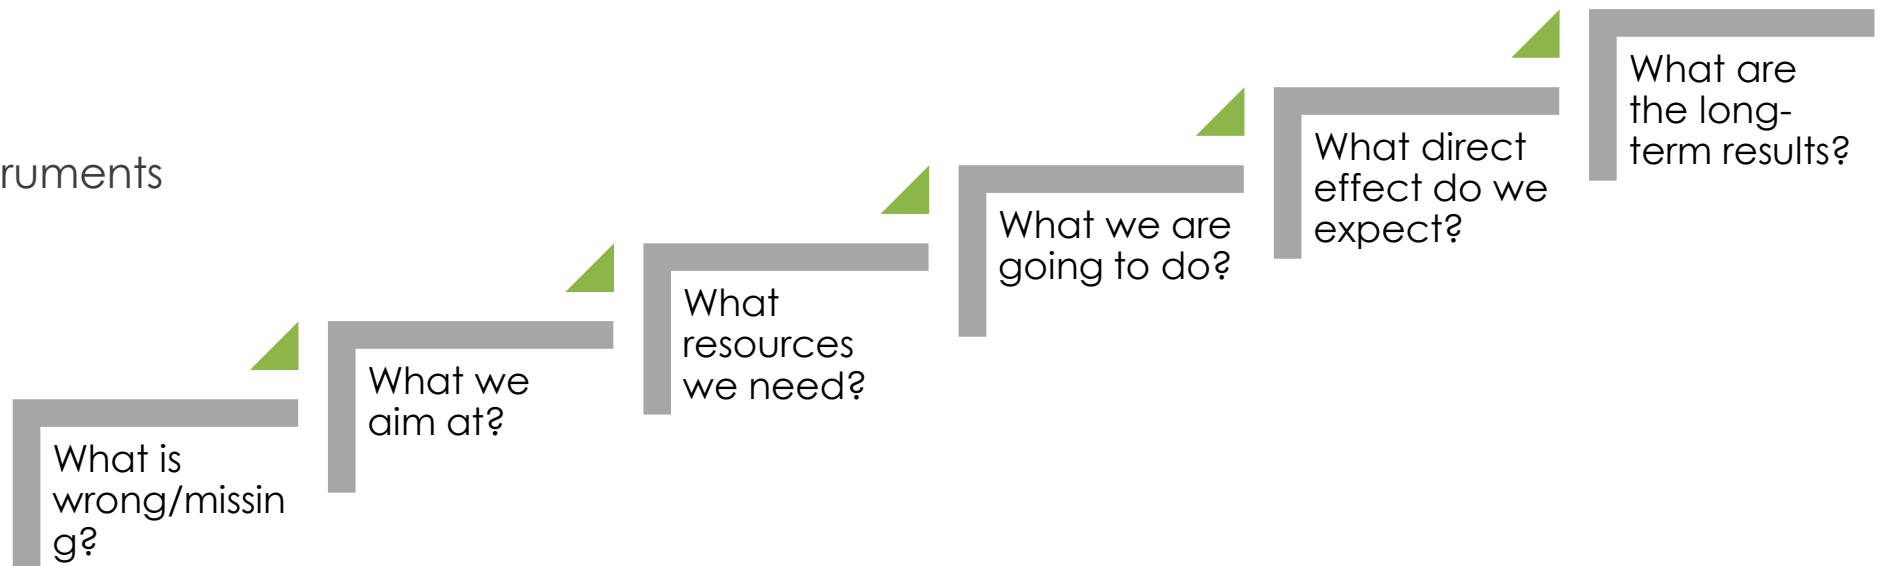 ruments
What is
wrong/missin
g?
What we
aim at?
What
resources
we need?
What we are
going to do?
What direct
effect do we
expect?
What are
the long-
term results?